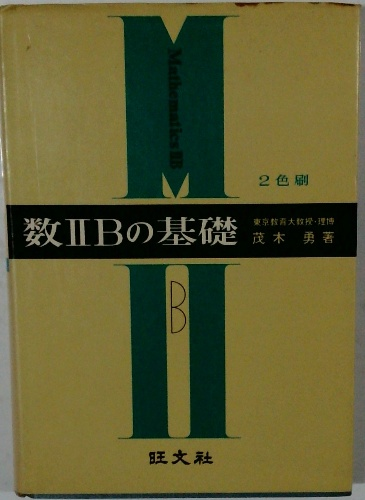 M
Mathematics ⅡB
2色刷
数ⅡBの基礎
東京教育大教授・理博
茂木 勇著
Ⅱ
B
旺文社